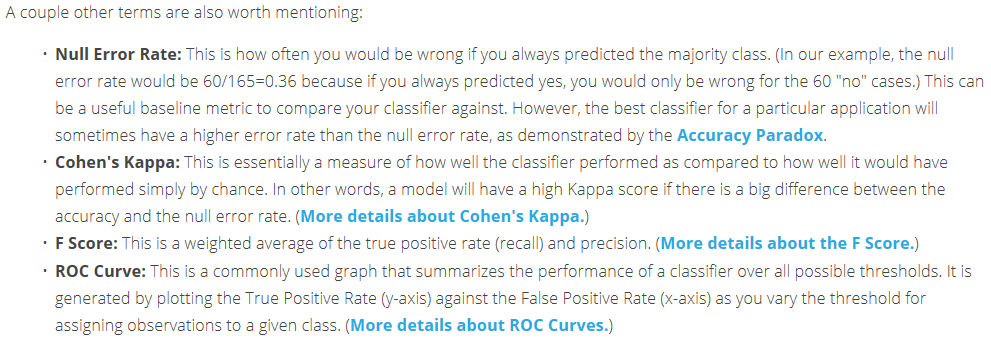 A couple other terms are also worth mentioning:
• Null Error Rate: This is how often you would be wrong if you always predicted the majority class. (In our example, the null
error rate would be 60/165=0.36 because if you always predicted yes, you would only be wrong for the 60 "no" cases.) This can
be a useful baseline metric to compare your classifier against. However, the best classifier for a particular application will
sometimes have a higher error rate than the null error rate, as demonstrated by the Accuracy Paradox.
• Cohen's Kappa: This is essentially a measure of how well the classifier performed as compared to how well it would have
performed simply by chance. In other words, a model will have a high Kappa score if there is a big difference between the
accuracy and the null error rate. (More details about Cohen's Kappa.)
• F Score: This is a weighted average of the true positive rate (recall) and precision. (More details about the F Score.)
• ROC Curve: This is a commonly used graph that summarizes the performance of a classifier over all possible thresholds. It is
generated by plotting the True Positive Rate (y-axis) against the False Positive Rate (x-axis) as you vary the threshold for
assigning observations to a given class. (More details about ROC Curves.)